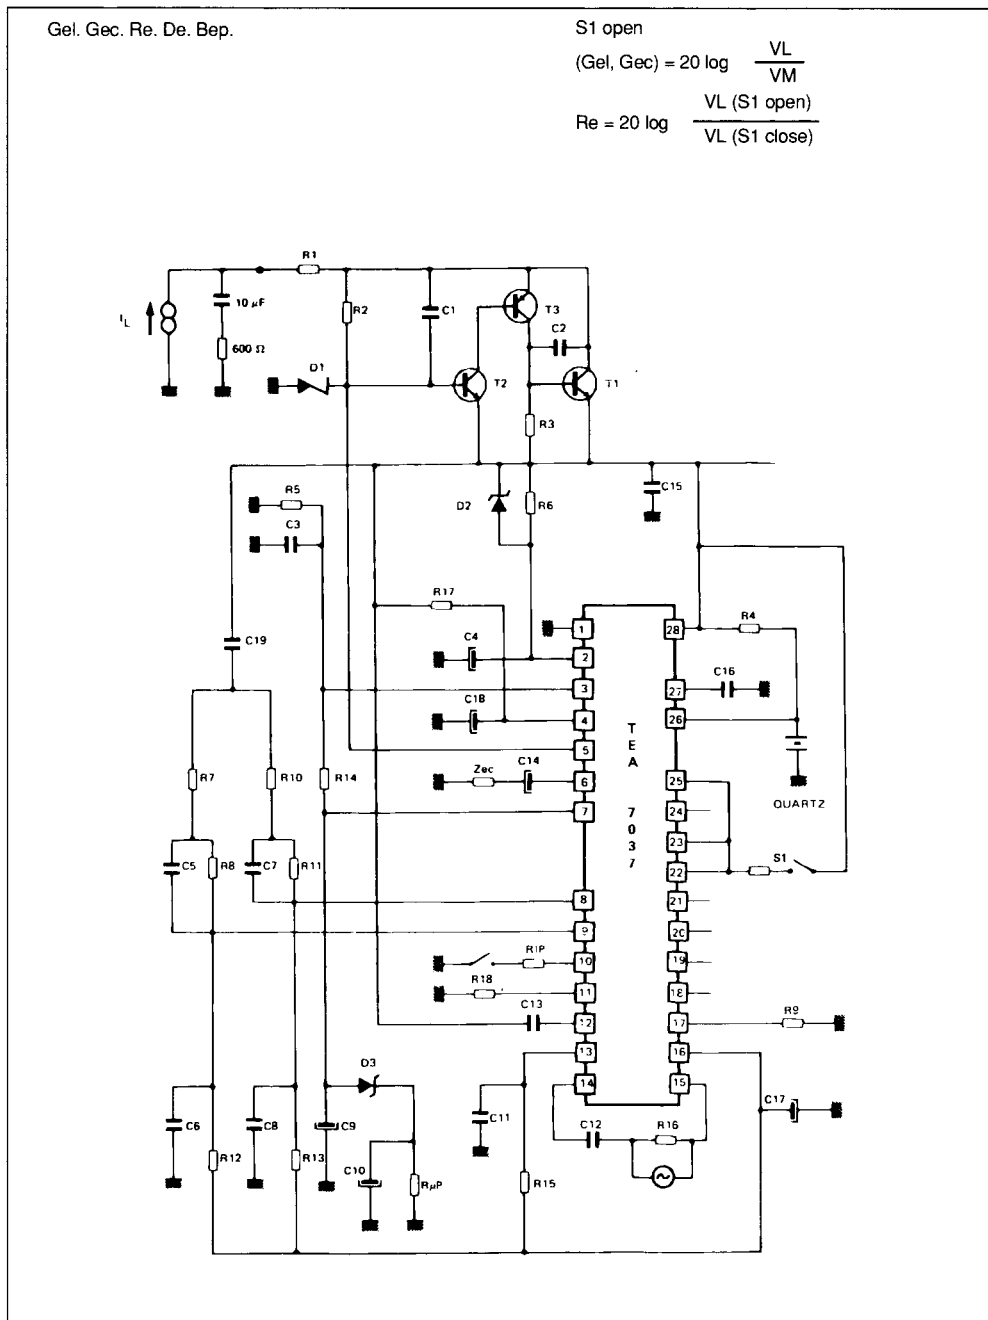 Gel. Gec. Re. De. Bep.
S1 open
(Gel, Gec) = 20 log VL
VM
Re = 20 log VL (S1 open)
VL (S1 close)
R1
10 µF
R2
C1
T3
IL
C2
600 Ω
D1
T2
T1
R3
R5
D2
R6
C15
C3
R17
R4
C19
C4
1
28
2
C16
C18
3
27
4
26
5
TEA 7037
R7
R10
R14
Zec
C14
6
25
QUARTZ
7
24
23
C5
R8
C7
R11
22
S1
8
21
9
20
R1P
10
19
R18
11
18
C13
12
17
R9
D3
13
16
14
15
C17
C6
C8
C9
C11
C12
R16
R12
R13
C10
RµP
R15